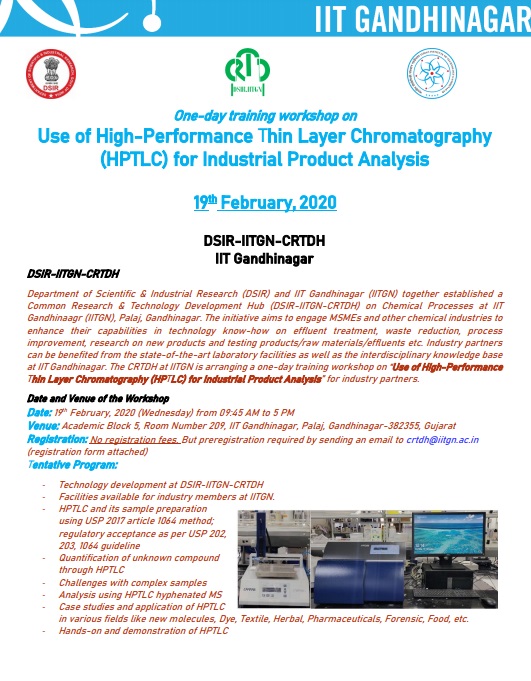 IIT GANDHINAGAR
DSIR
DSIR.IITGN
One-day training workshop on
Use of High-Performance Thin Layer Chromatography
(HPTLC) for Industrial Product Analysis
19th February, 2020
DSIR-IITGN-CRTDH
IIT Gandhinagar
DSIR-IITGN-CRTDH
Department of Scientific & Industrial Research (DSIR) and IIT Gandhinagar (IITGN) together established a
Common Research & Technology Development Hub (DSIR-IITGN-CRTDH) on Chemical Processes at IIT
Gandhinaagr (IITGN), Palaj, Gandhinagar. The initiative aims to engage MSMEs and other chemical industries to
enhance their capabilities in technology know-how on effluent treatment, waste reduction, process
improvement, research on new products and testing products/raw materials/effluents etc. Industry partners
can be benefited from the state-of-the-art laboratory facilities as well as the interdisciplinary knowledge base
at IIT Gandhinagar. The CRTDH at IITGN is arranging a one-day training workshop on "Use of High-Performance
Thin Layer Chromatography (HPTLC) for Industrial Product Analysis" for industry partners.
Date and Venue of the Workshop
Date: 19th February, 2020 (Wednesday) from 09:45 AM to 5 PM
Venue: Academic Block 5, Room Number 209, IIT Gandhinagar, Palaj, Gandhinagar-382355, Gujarat
Registration: No registration fees. But preregistration required by sending an email to crtdh@iitgn.ac.in
(registration form attached)
Tentative Program:
- Technology development at DSIR-IITGN-CRTDH
- Facilities available for industry members at IITGN.
- HPTLC and its sample preparation
using USP 2017 article 1064 method;
regulatory acceptance as per USP 202,
203, 1064 guideline
- Quantification of unknown compound
through HPTLC
- Challenges with complex samples
- Analysis using HPTLC hyphenated MS
- Case studies and application of HPTLC
in various fields like new molecules, Dye, Textile, Herbal, Pharmaceuticals, Forensic, Food, etc.
- Hands-on and demonstration of HPTLC